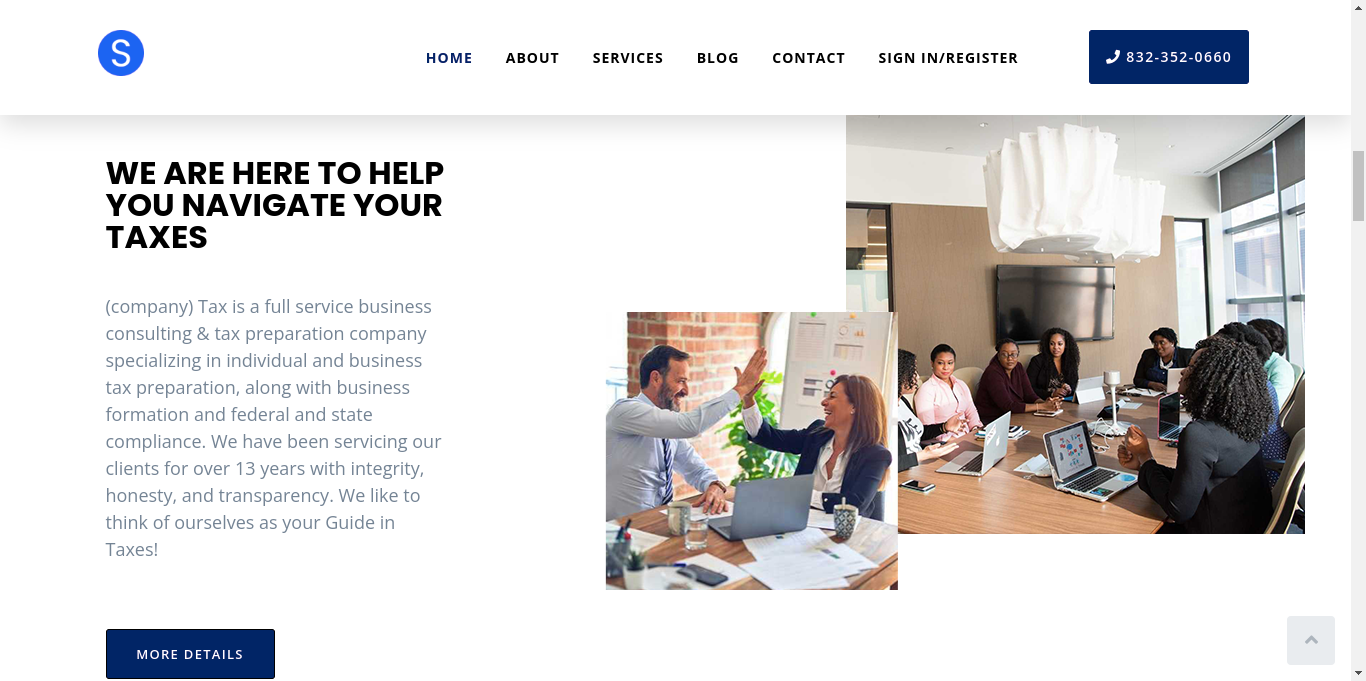 S
HOME ABOUT SERVICES BLOG CONTACT SIGN IN/REGISTER 832-352-0660
WE ARE HERE TO HELP
YOU NAVIGATE YOUR
TAXES
(company) Tax is a full service business
consulting & tax preparation company
specializing in individual and business
tax preparation, along with business
formation and federal and state
compliance. We have been servicing our
clients for over 13 years with integrity,
honesty, and transparency. We like to
think of ourselves as your Guide in
Taxes!
MORE DETAILS